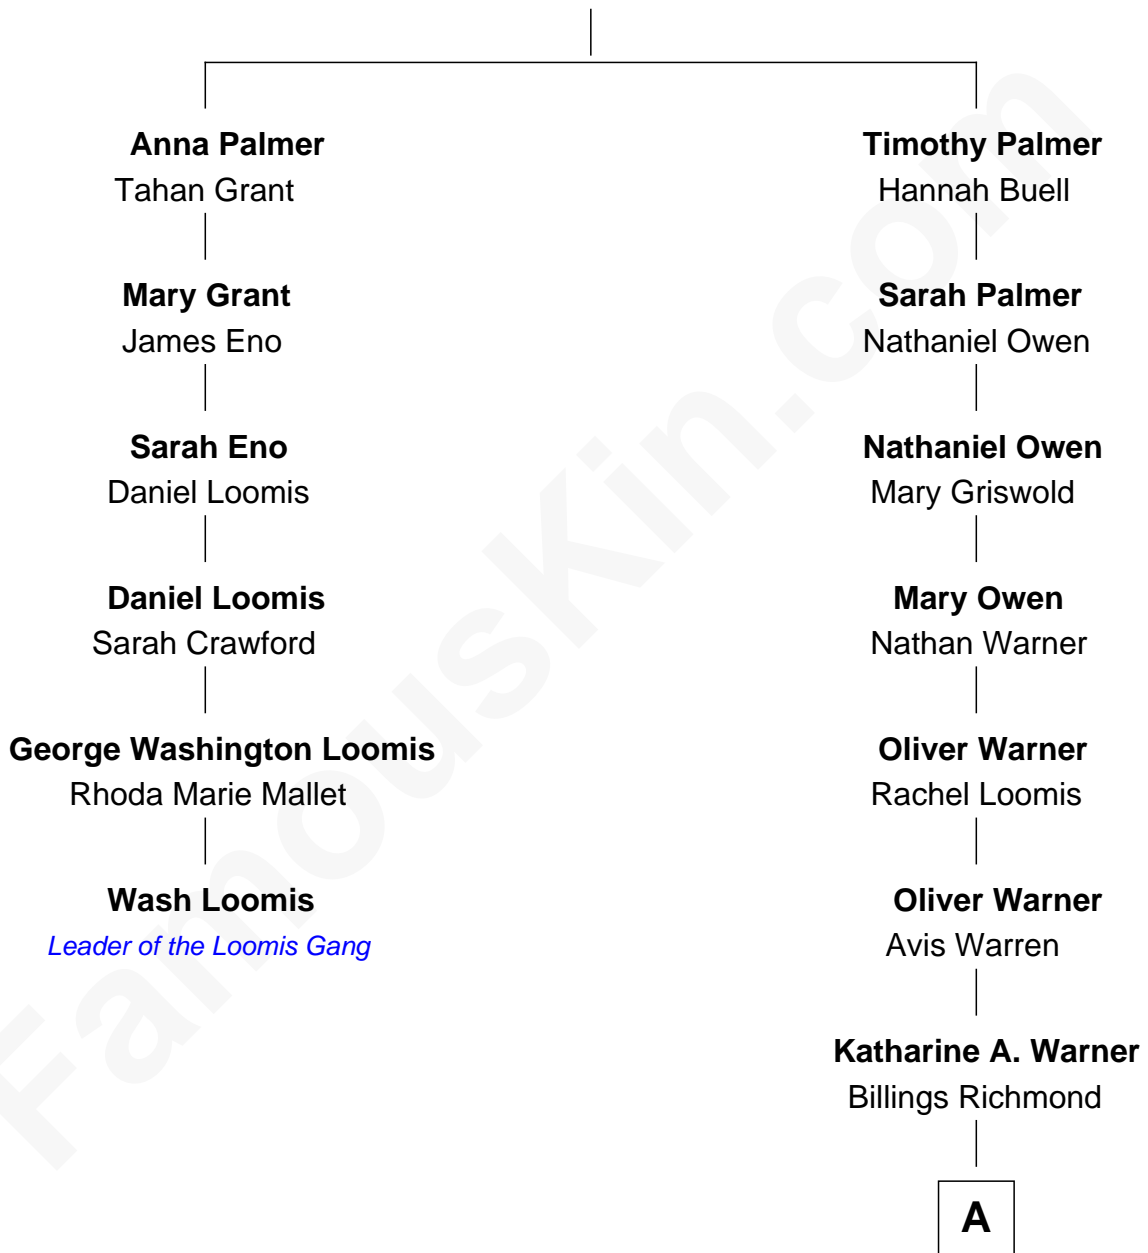 Anna Palmer
Tahan Grant
Mary Grant
James Eno
Sarah Eno
Daniel Loomis
Daniel Loomis
Sarah Crawford
George Washington Loomis
Rhoda Marie Mallet
Wash Loomis
Leader of the Loomis Gang
Timothy Palmer
Hannah Buell
Sarah Palmer
Nathaniel Owen
Nathaniel Owen
Mary Griswold
Mary Owen
Nathan Warner
Oliver Warner
Rachel Loomis
Oliver Warner
Avis Warren
Katharine A. Warner
Billings Richmond
A
FamousKin.com